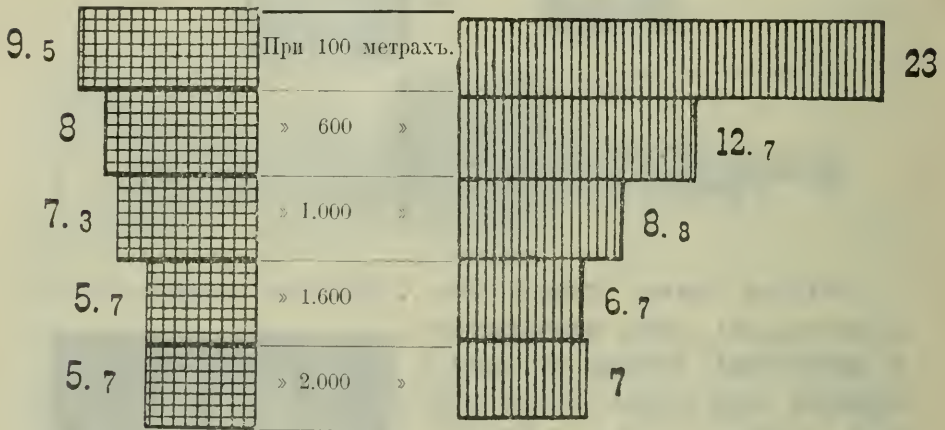 9. 5 При 100 метрахъ. 23
8 » 600 » 12. 7
7. 3 » 1.000 » 8. 8
5. 7 » 1.600 » 6. 7
5. 7 » 2.000 » 7